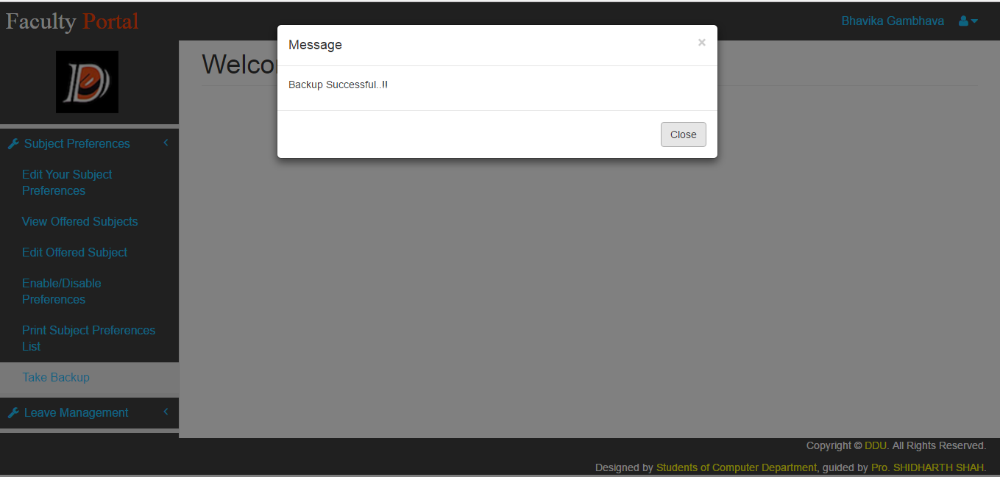 Faculty Portal
Bhavika Gambhava
Message
×
Welco
Backup Successful..!!
Close
Subject Preferences
Edit Your Subject
Preferences
View Offered Subjects
Edit Offered Subject
Enable/Disable
Preferences
Print Subject Preferences
List
Take Backup
Leave Management
Copyright © DDU. All Rights Reserved.
Designed by Students of Computer Department, guided by Pro. SHIDHARTH SHAH.